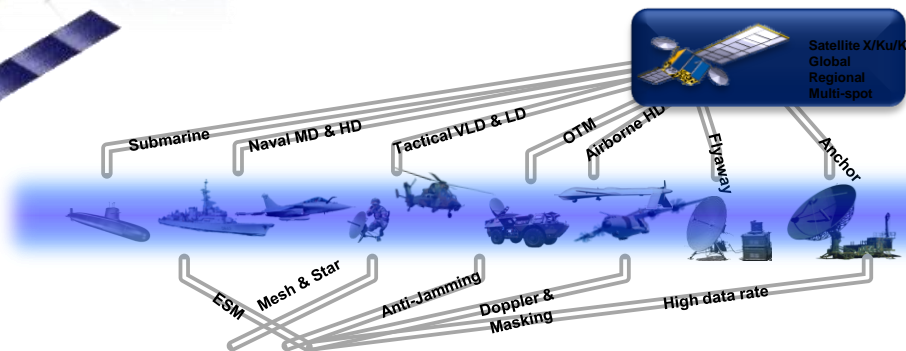 Satellite X/Ku/K
Global
Regional
Multi-spot
Submarine
Naval MD & HD
Tactical VLD & LD
OTM
Airborne HD
Flyaway
Anchor
ESM
Mesh & Star
Anti-Jamming
Doppler &
Masking
High data rate